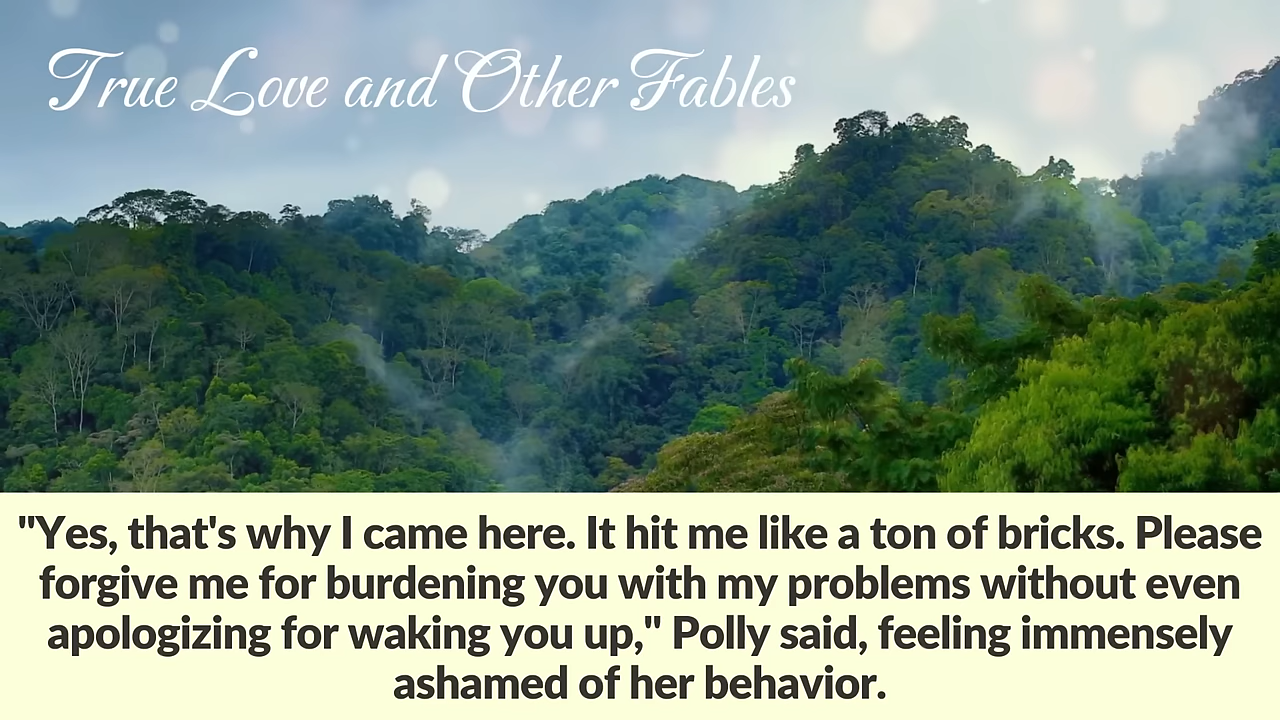 True Love and Other Fables
"Yes, that's why I came here. It hit me like a ton of bricks. Please
forgive me for burdening you with my problems without even
apologizing for waking you up," Polly said, feeling immensely
ashamed of her behavior.